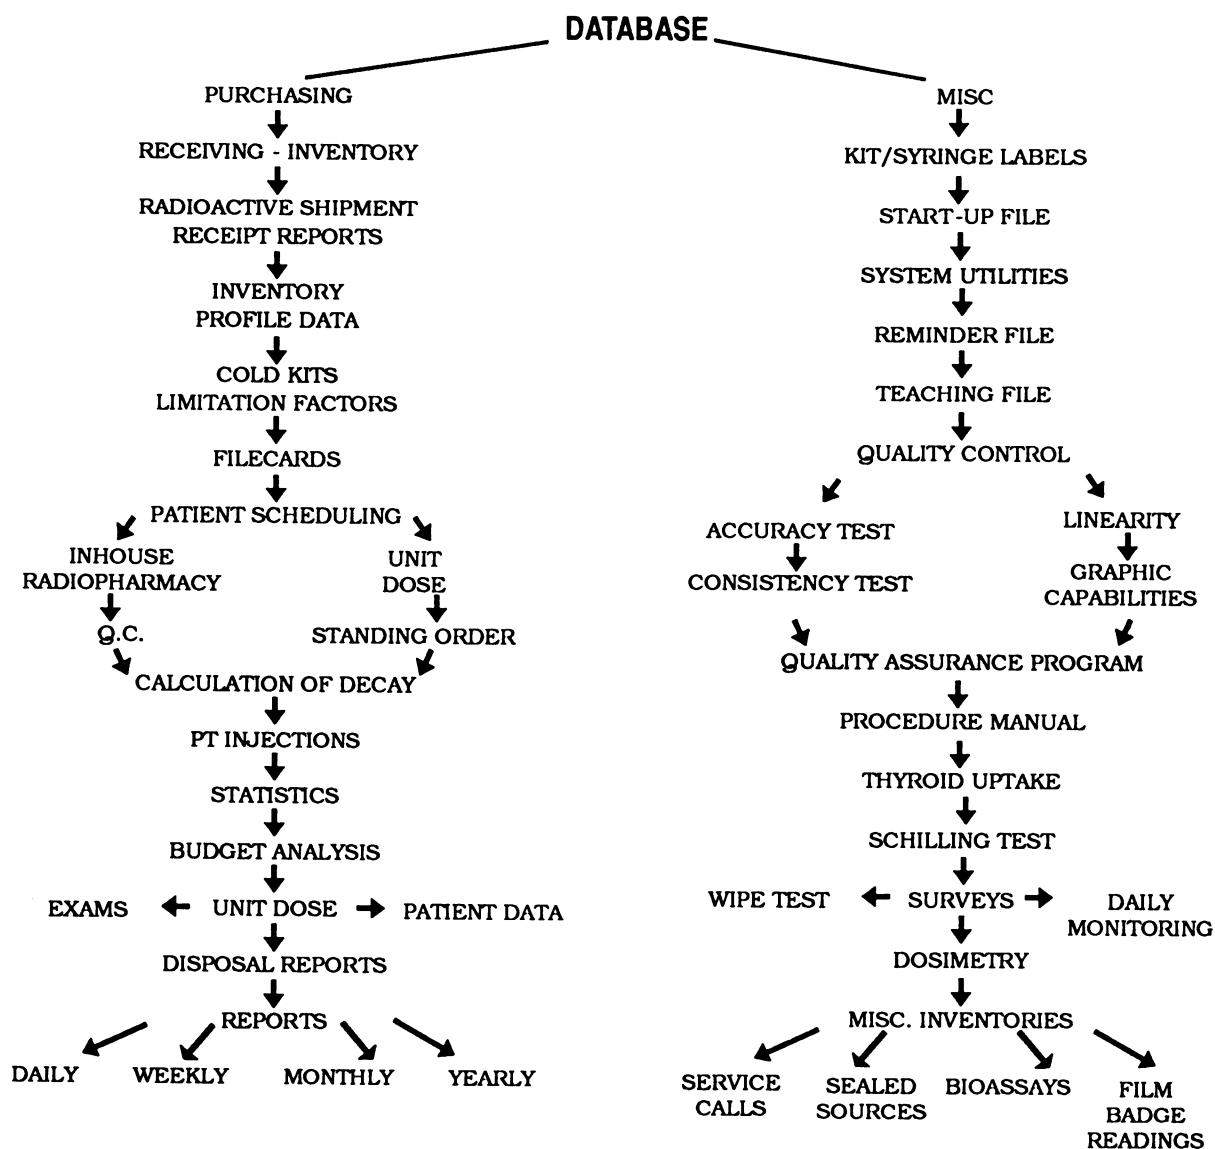 DATABASE
PURCHASING
RECEIVING - INVENTORY
RADIOACTIVE SHIPMENT
RECEIPT REPORTS
INVENTORY
PROFILE DATA
COLD KITS
LIMITATION FACTORS
FILECARDS
PATIENT SCHEDULING
INHOUSE
RADIOPHARMACY
Q.C.
UNIT
DOSE
STANDING ORDER
CALCULATION OF DECAY
PT INJECTIONS
STATISTICS
BUDGET ANALYSIS
EXAMS
UNIT DOSE
PATIENT DATA
DISPOSAL REPORTS
REPORTS
DAILY
WEEKLY
MONTHLY
YEARLY
MISC
KIT/SYRINGE LABELS
START-UP FILE
SYSTEM UTILITIES
REMINDER FILE
TEACHING FILE
QUALITY CONTROL
ACCURACY TEST
CONSISTENCY TEST
LINEARITY
GRAPHIC
CAPABILITIES
QUALITY ASSURANCE PROGRAM
PROCEDURE MANUAL
THYROID UPTAKE
SCHILLING TEST
WIPE TEST
SURVEYS
DAILY
MONITORING
DOSIMETRY
MISC. INVENTORIES
SERVICE
CALLS
SEALED
SOURCES
BIOASSAYS
FILM
BADGE
READINGS